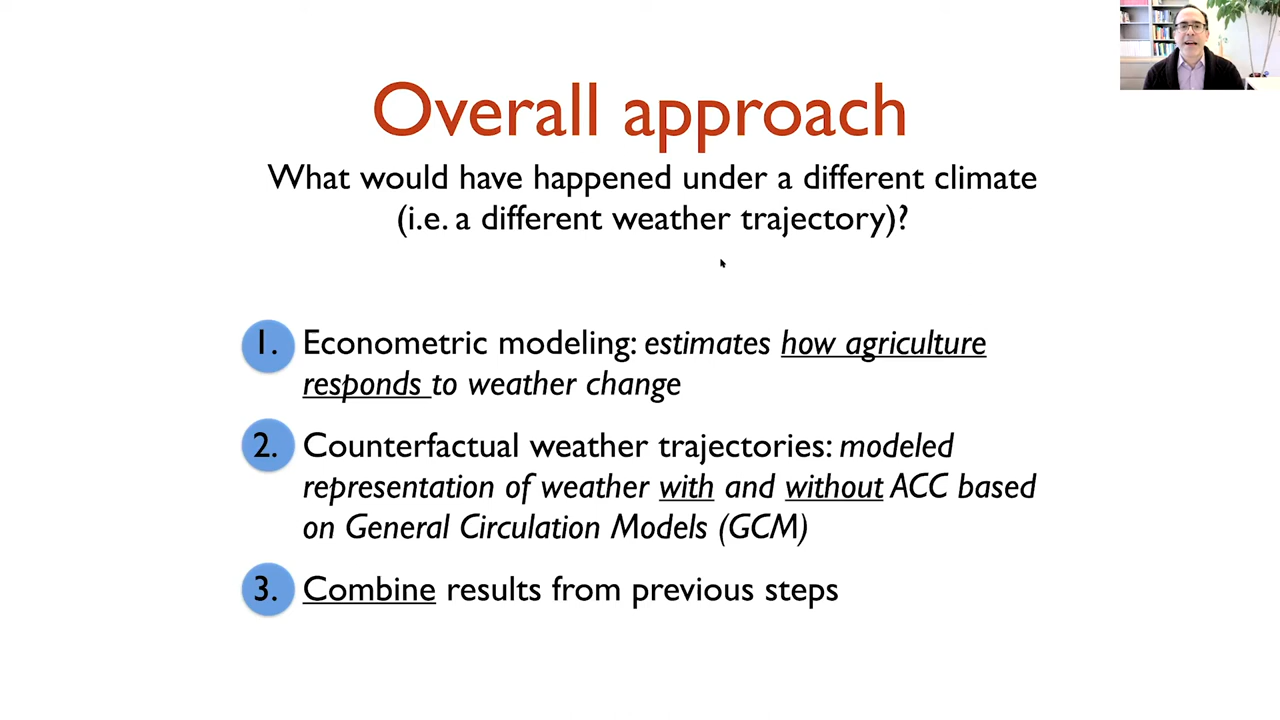 Overall approach
What would have happened under a different climate
(i.e. a different weather trajectory)?
1. Econometric modeling: estimates how agriculture
responds to weather change
2. Counterfactual weather trajectories: modeled
representation of weather with and without ACC based
on General Circulation Models (GCM)
3. Combine results from previous steps